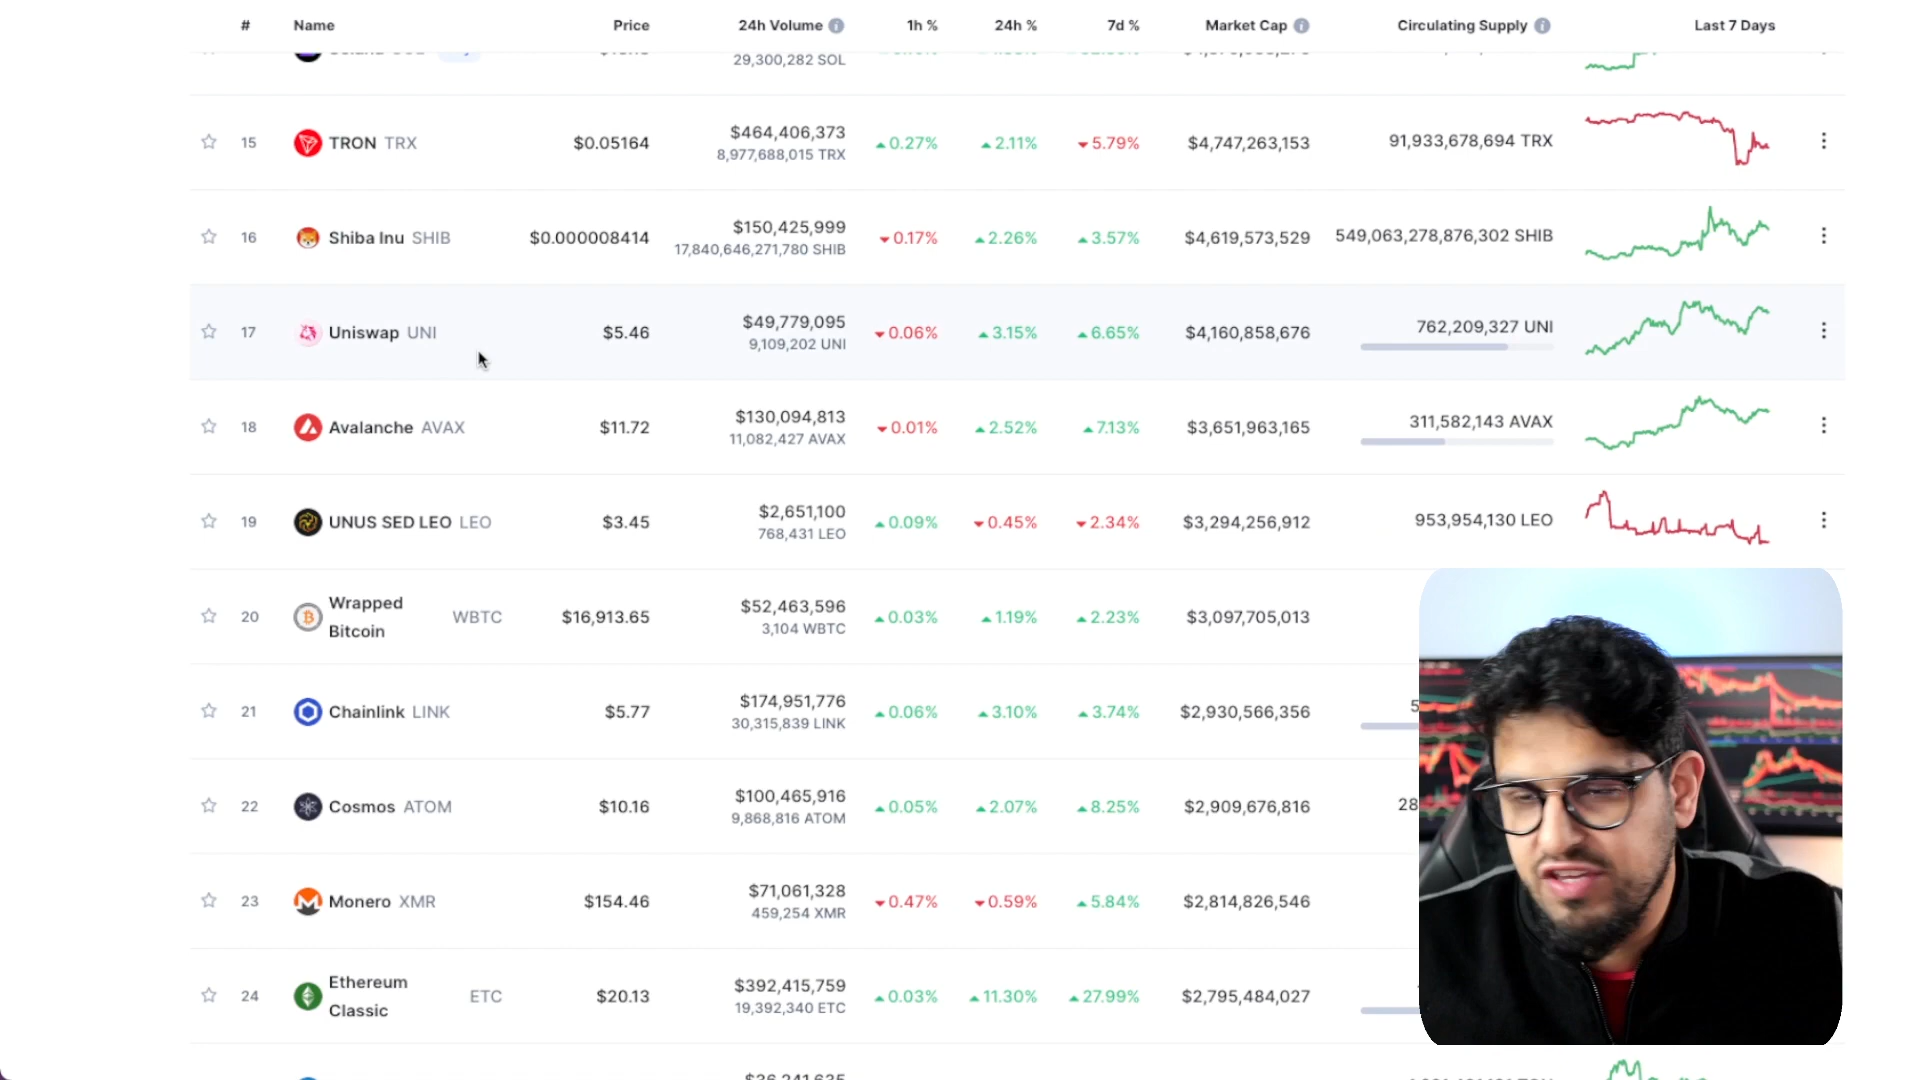 # Name Price 24h Volume 1h % 24h % 7d % Market Cap Circulating Supply Last 7 Days
29,300,282 SOL
15 TRON TRX $0.05164 $464,406,373 0.27% 2.11% 5.79% $4,747,263,153 91,933,678,694 TRX
8,977,688,015 TRX
16 Shiba Inu SHIB $0.000008414 $150,425,999 0.17% 2.26% 3.57% $4,619,573,529 549,063,278,876,302 SHIB
17,840,646,271,780 SHIB
17 Uniswap UNI $5.46 $49,779,095 0.06% 3.15% 6.65% $4,160,858,676 762,209,327 UNI
9,109,202 UNI
18 Avalanche AVAX $11.72 $130,094,813 0.01% 2.52% 7.13% $3,651,963,165 311,582,143 AVAX
11,082,427 AVAX
19 UNUS SED LEO LEO $3.45 $2,651,100 0.09% 0.45% 2.34% $3,294,256,912 953,954,130 LEO
768,431 LEO
20 Wrapped Bitcoin WBTC $16,913.65 $52,463,596 0.03% 1.19% 2.23% $3,097,705,013
3,104 WBTC
21 Chainlink LINK $5.77 $174,951,776 0.06% 3.10% 3.74% $2,930,566,356 5
30,315,839 LINK
22 Cosmos ATOM $10.16 $100,465,916 0.05% 2.07% 8.25% $2,909,676,816 28
9,868,816 ATOM
23 Monero XMR $154.46 $71,061,328 0.47% 0.59% 5.84% $2,814,826,546
459,254 XMR
24 Ethereum Classic ETC $20.13 $392,415,759 0.03% 11.30% 27.99% $2,795,484,027
19,392,340 ETC